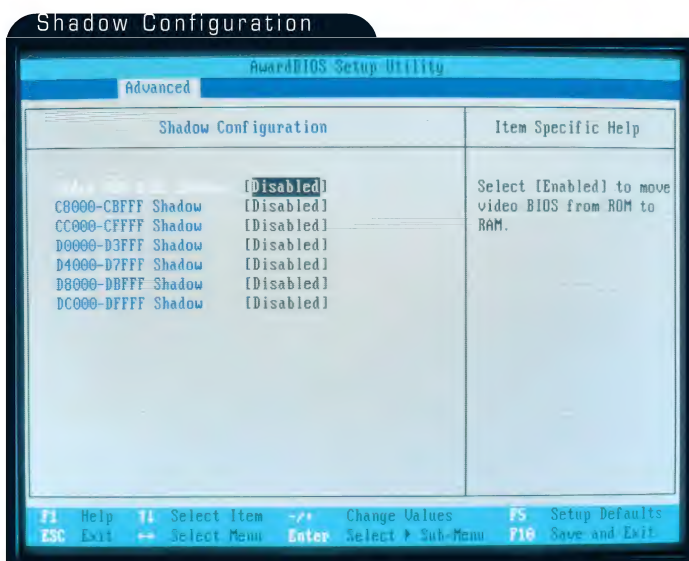 Shadow Configuration
AwardBIOS Setup Utility
Advanced
Shadow Configuration
Item Specific Help
[Disabled]
C8000-CBFFF Shadow [Disabled]
CC000-CFFFF Shadow [Disabled]
D0000-D3FFF Shadow [Disabled]
D4000-D7FFF Shadow [Disabled]
D8000-DBFFF Shadow [Disabled]
DC000-DFFFF Shadow [Disabled]
Select [Enabled] to move
video BIOS from ROM to
RAM.
F1 Help ↑↓ Select Item -/+ Change Values F5 Setup Defaults
ESC Exit ↔ Select Menu Enter Select ▶ Sub-Menu F10 Save and Exit